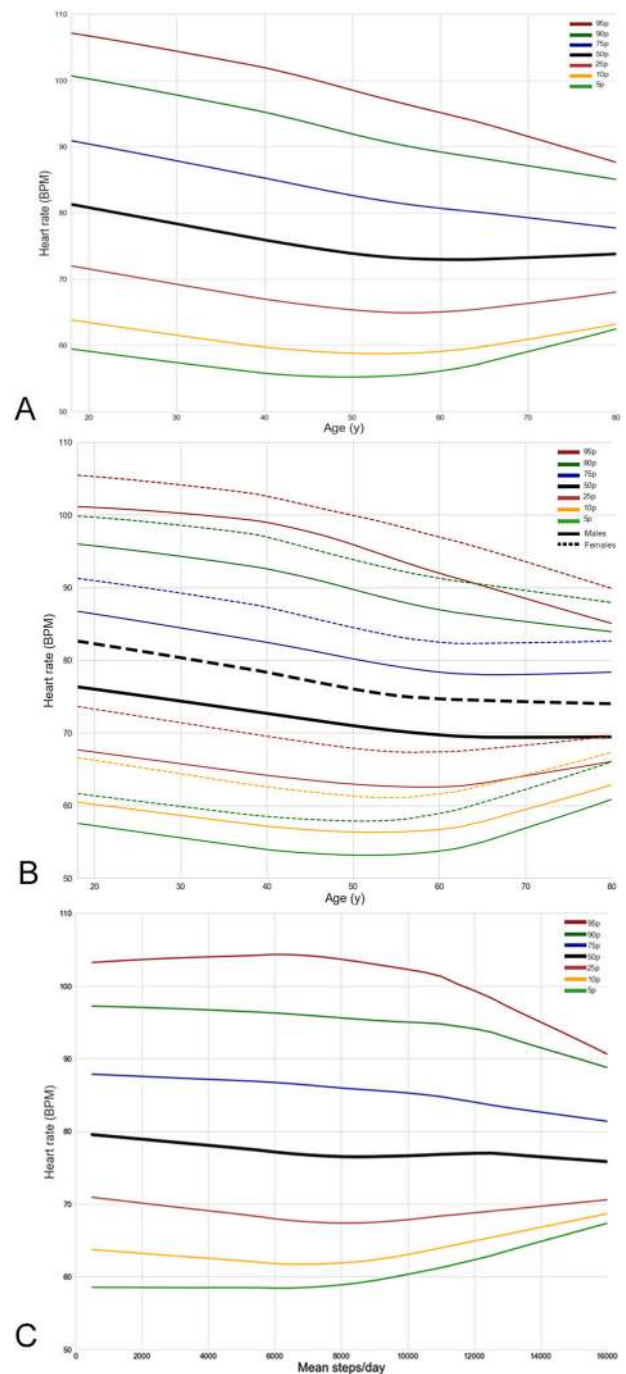 110
100
90
80
70
60
50
Heart rate (BPM)
95p
90p
75p
50p
25p
10p
5p
20
30
40
50
60
70
80
Age (y)
A
110
100
90
80
70
60
50
Heart rate (BPM)
95p
90p
75p
50p
25p
10p
5p
Males
Females
20
30
40
50
60
70
80
Age (y)
B
110
100
90
80
70
60
50
Heart rate (BPM)
95p
90p
75p
50p
25p
10p
5p
0
2000
4000
6000
8000
10000
12000
14000
16000
Mean steps/day
C